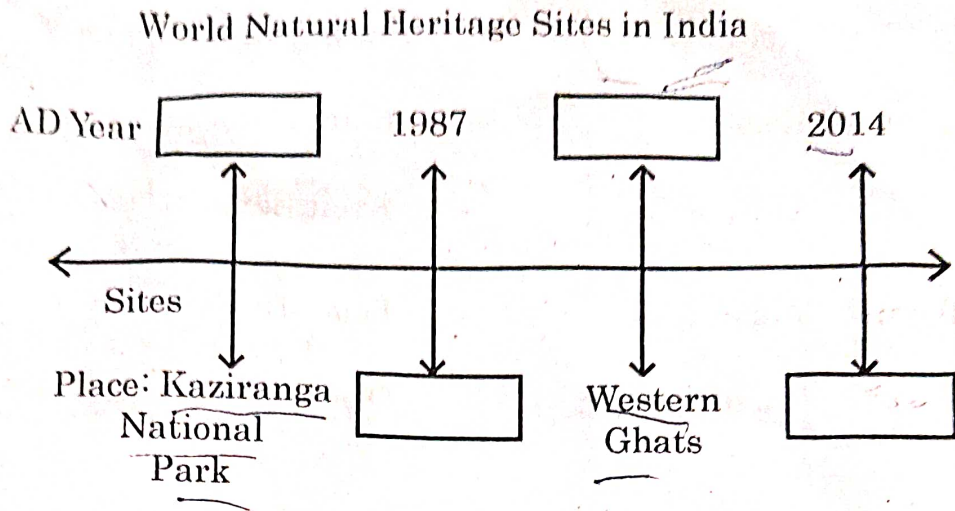 World Natural Heritage Sites in India
AD Year 1987 2014
Sites
Place: Kaziranga
National
Park
Western
Ghats